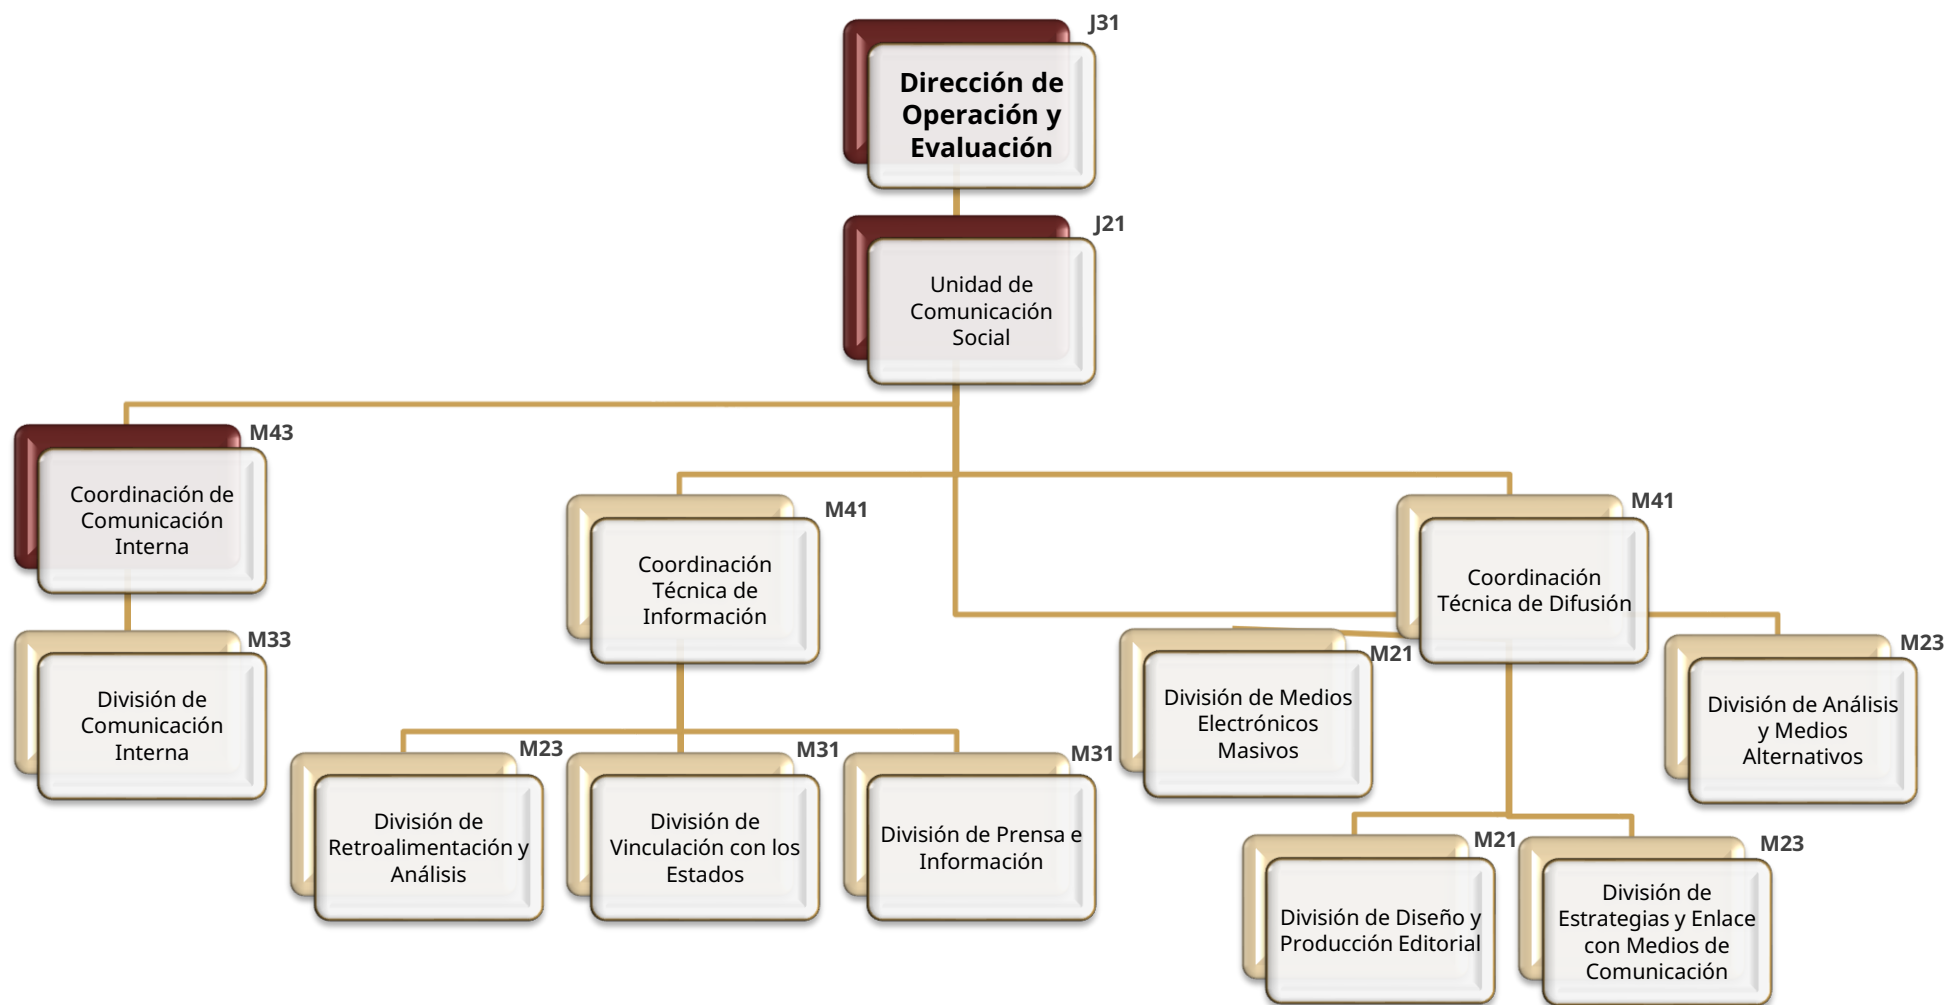 J31
Dirección de
Operación y
Evaluación
J21
Unidad de
Comunicación
Social
M43
Coordinación de
Comunicación
Interna
M41
Coordinación
Técnica de
Información
M41
Coordinación
Técnica de Difusión
M33
División de
Comunicación
Interna
M21
División de Medios
Electrónicos
Masivos
M23
División de Análisis
y Medios
Alternativos
M23
División de
Retroalimentación y
Análisis
M31
División de
Vinculación con los
Estados
M31
División de Prensa e
Información
M21
División de Diseño y
Producción Editorial
M23
División de
Estrategias y Enlace
con Medios de
Comunicación